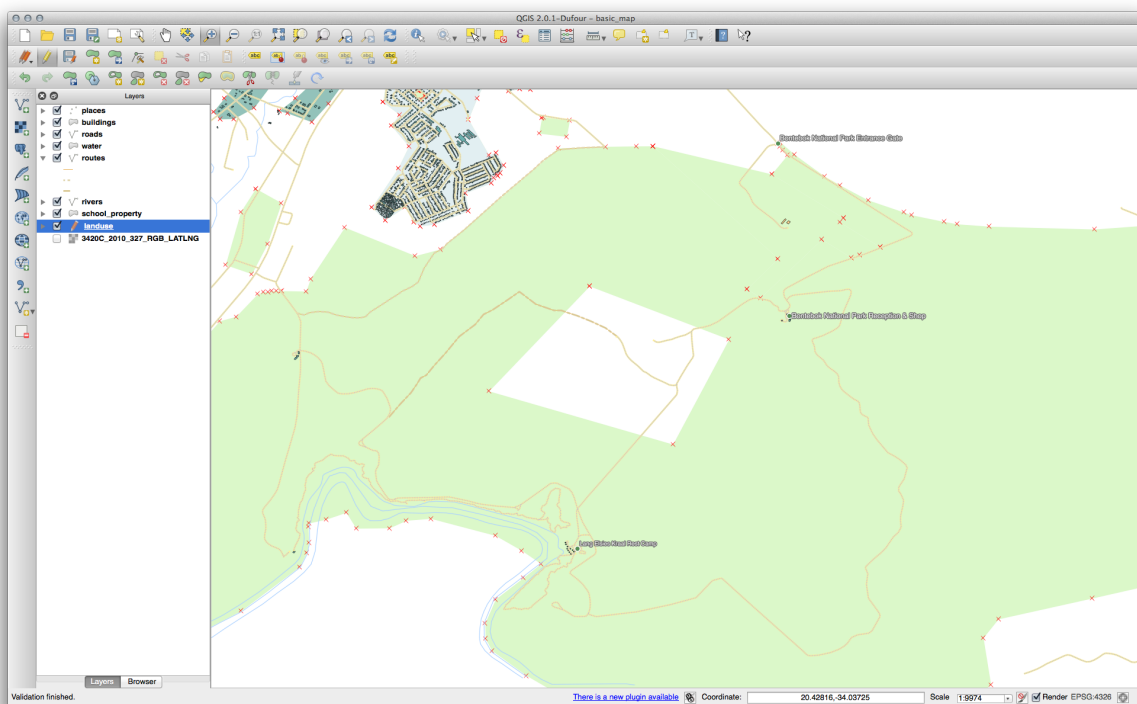 QGIS 2.0.1-Dufour – basic_map
Layers
places
buildings
roads
water
routes
rivers
school_property
landuse
3420C_2010_327_RGB_LATLNG
Bontebok National Park Entrance Gate
Bontebok National Park Reception & Shop
Lang Elsies Kraal Rest Camp
Layers Browser
Validation finished.
There is a new plugin available
Coordinate:
20.42816,-34.03725
Scale
1:9974
Render
EPSG:4326